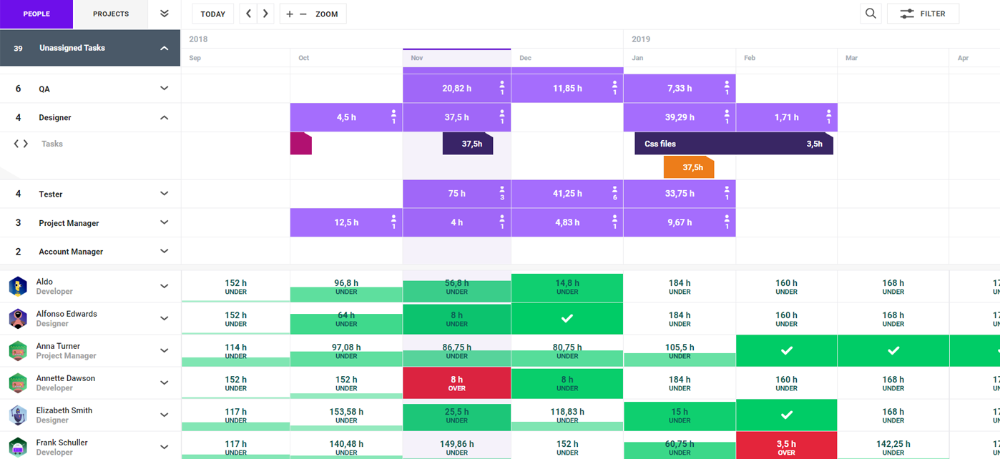 PEOPLE PROJECTS TODAY ZOOM FILTER
39 Unassigned Tasks
2018 2019
Sep Oct Nov Dec Jan Feb Mar Apr
6 QA 20,82 h 1 11,85 h 1 7,33 h 1
4 Designer 4,5 h 1 37,5 h 1 39,29 h 1 1,71 h 1
Tasks 37,5h Css files 3,5h
37,5h
4 Tester 75 h 3 41,25 h 6 33,75 h 1
3 Project Manager 12,5 h 1 4 h 1 4,83 h 1 9,67 h 1
2 Account Manager
Aldo 152 h 96,8 h 56,8 h 14,8 h 184 h 160 h 168 h
Developer UNDER UNDER UNDER UNDER UNDER UNDER UNDER
Alfonso Edwards 152 h 64 h 8 h 184 h 160 h 168 h
Designer UNDER UNDER UNDER UNDER UNDER UNDER
Anna Turner 114 h 97,08 h 86,75 h 80,75 h 105,5 h
Project Manager UNDER UNDER UNDER UNDER UNDER
Annette Dawson 152 h 152 h 8 h 8 h 184 h 160 h 168 h
Developer UNDER UNDER OVER UNDER UNDER UNDER UNDER
Elizabeth Smith 117 h 153,58 h 25,5 h 118,83 h 15 h 168 h
Designer UNDER UNDER UNDER UNDER UNDER UNDER
Frank Schuller 117 h 140,48 h 149,86 h 152 h 60,75 h 3,5 h 142,25 h
Developer UNDER UNDER UNDER UNDER UNDER OVER UNDER